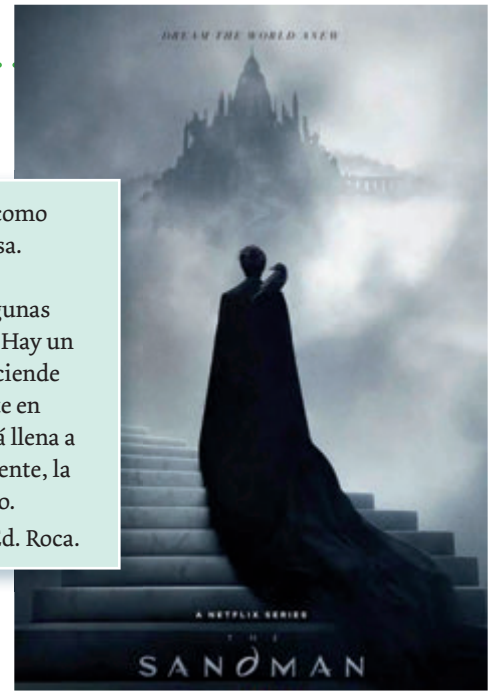 DREAM THE WORLD ANEW
como
sa.
gunas
Hay un
ciende
e en
á llena a
ente, la
o.
Ed. Roca.
A NETFLIX SERIES
THE
SANDMAN